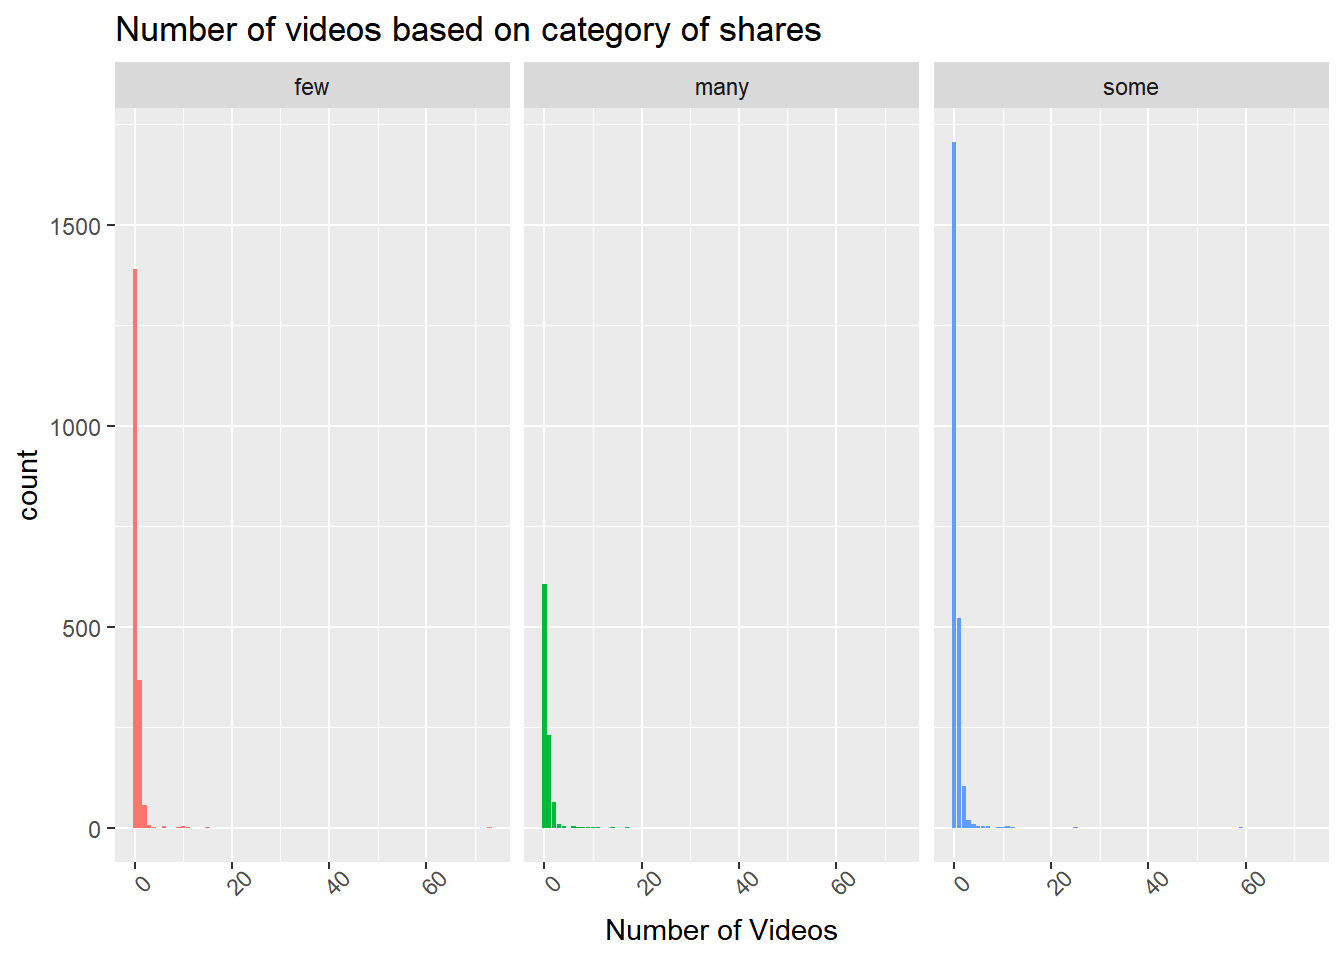 Number of videos based on category of shares
few many some
1500
1000
500
0
count
0 20 40 60 0 20 40 60 0 20 40 60
Number of Videos